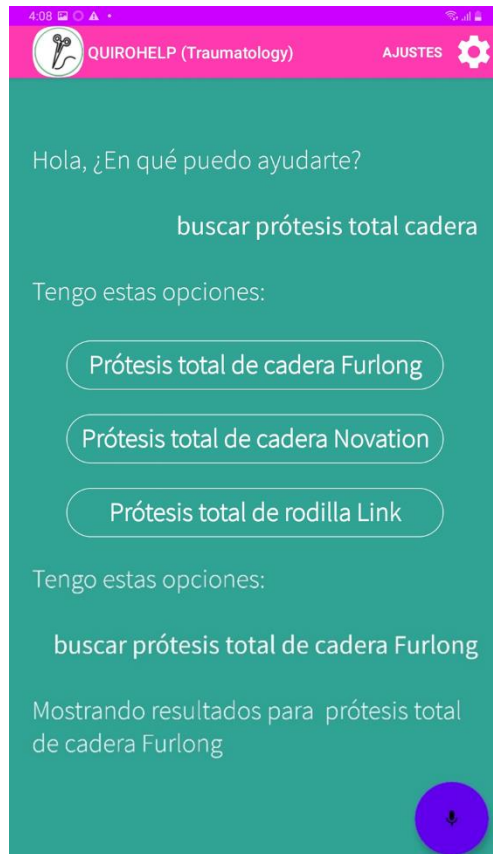 4:08
QUIROHELP (Traumatology) AJUSTES
Hola, ¿En qué puedo ayudarte?
buscar prótesis total cadera
Tengo estas opciones:
Prótesis total de cadera Furlong
Prótesis total de cadera Novation
Prótesis total de rodilla Link
Tengo estas opciones:
buscar prótesis total de cadera Furlong
Mostrando resultados para prótesis total
de cadera Furlong